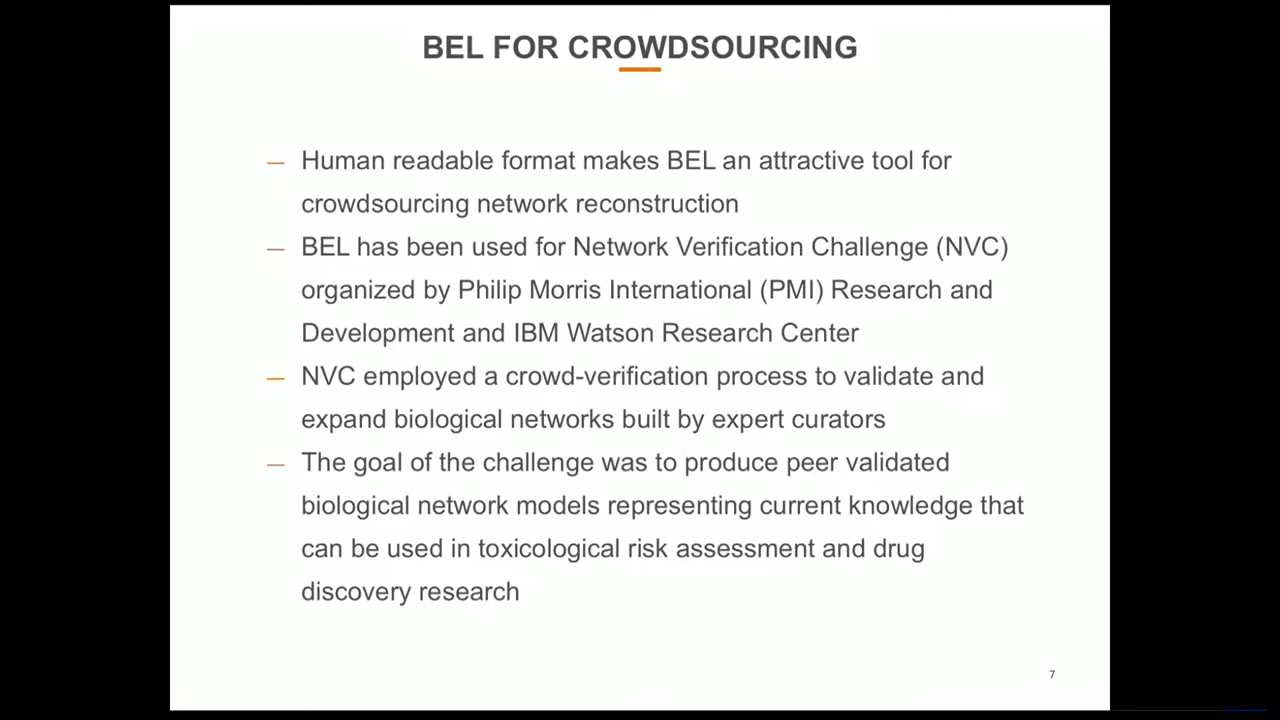 BEL FOR CROWDSOURCING
— Human readable format makes BEL an attractive tool for
crowdsourcing network reconstruction
— BEL has been used for Network Verification Challenge (NVC)
organized by Philip Morris International (PMI) Research and
Development and IBM Watson Research Center
— NVC employed a crowd-verification process to validate and
expand biological networks built by expert curators
— The goal of the challenge was to produce peer validated
biological network models representing current knowledge that
can be used in toxicological risk assessment and drug
discovery research
7